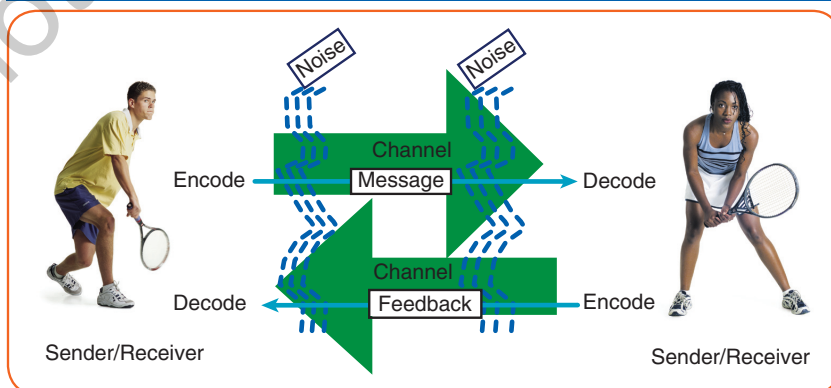 Noise
Noise
Channel
Encode
Message
Decode
Channel
Decode
Feedback
Encode
Sender/Receiver
Sender/Receiver